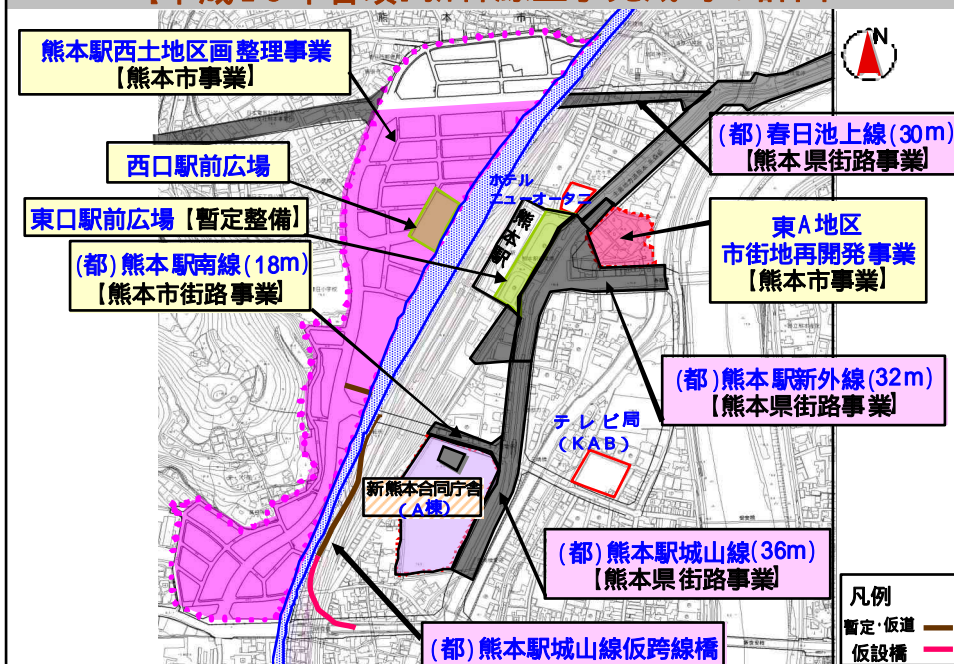 熊本市
N
熊本駅西土地区画整理事業
【熊本市事業】
西口駅前広場
東口駅前広場【暫定整備】
(都)熊本駅南線(18m)
【熊本市街路事業】
ホテル
ニューオータニ
熊本駅
(都)春日池上線(30m)
【熊本県街路事業】
東A地区
市街地再開発事業
【熊本市事業】
(都)熊本駅新外線(32m)
【熊本県街路事業】
テレビ局
(KAB)
新熊本合同庁舎
(A棟)
(都)熊本駅城山線(36m)
【熊本県街路事業】
(都)熊本駅城山線仮跨線橋
凡例
暫定・仮道
仮設橋